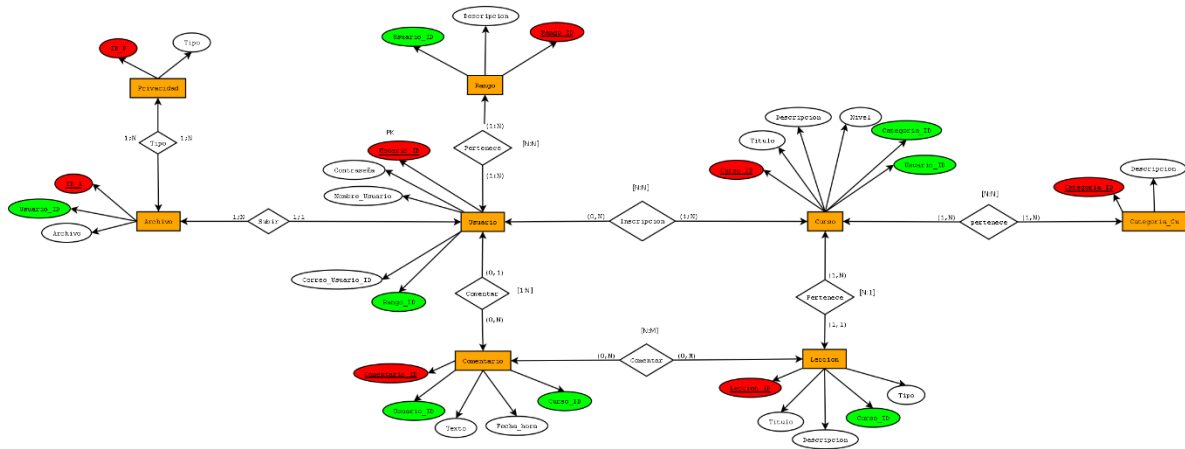 Descripcion
Usuario_ID
Rango_ID
Rango
(1:N)
Pertenece
[N:N]
(1:N)
ID_P
Tipo
Privacidad
1;N
1;N
Tipo
ID_A
Usuario_ID
Archivo
Archivo
1;N
Subir
1;1
PK
Usuario_ID
Contraseña
Nombre_Usuario
Usuario
Correo_Usuario_ID
Rango_ID
[N:N]
(0,N)
Inscripcion
Descripcion
Nivel
Titulo
Categoria_ID
Curso_ID
Usuario_ID
Curso
[N:N]
(1,N)
pertenece
(1,N)
Descripcion
Categoria_ID
(0,1)
Comentar
[1:N]
(0,N)
(1,N)
Pertenece
[N:1]
(1,1)
Comentario
(0,N)
[N:M]
Comentar
(0,N)
Leccion
Comentario_ID
Usuario_ID
Texto
Fecha_hora
Curso_ID
Leccion_ID
Titulo
Descripcion
Curso_ID
Tipo